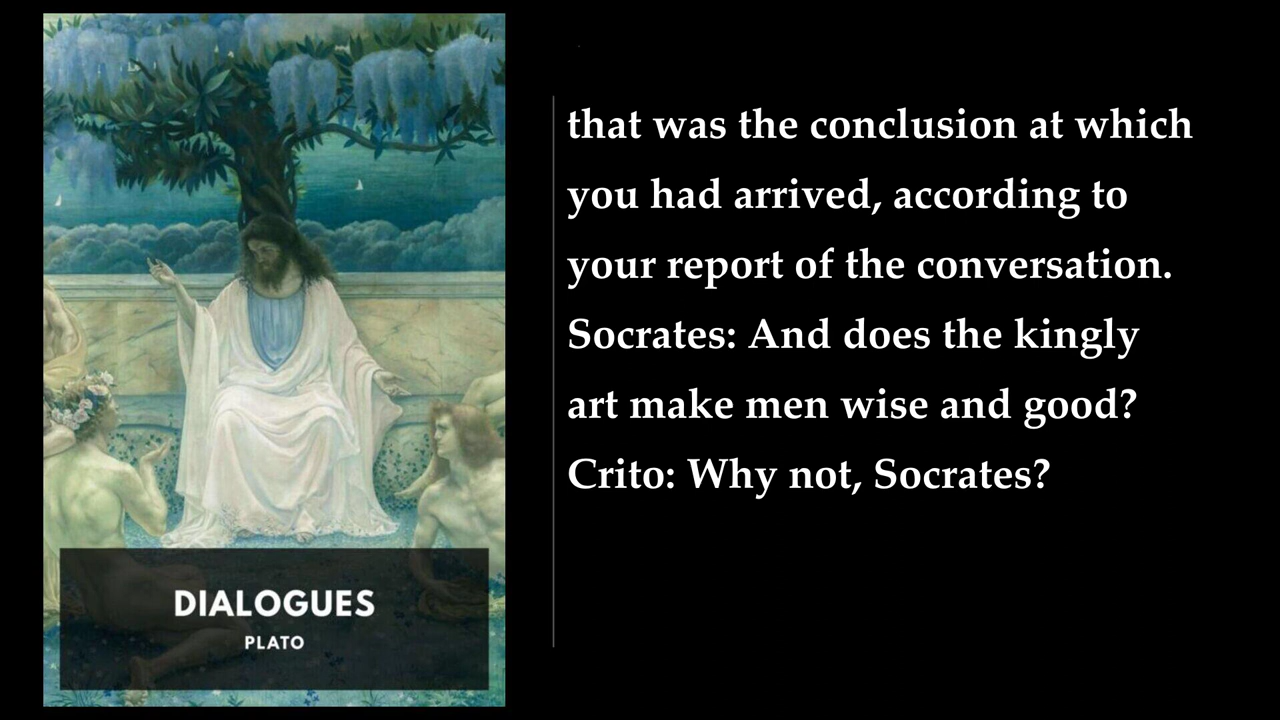 that was the conclusion at which
you had arrived, according to
your report of the conversation.
Socrates: And does the kingly
art make men wise and good?
Crito: Why not, Socrates?
DIALOGUES
PLATO